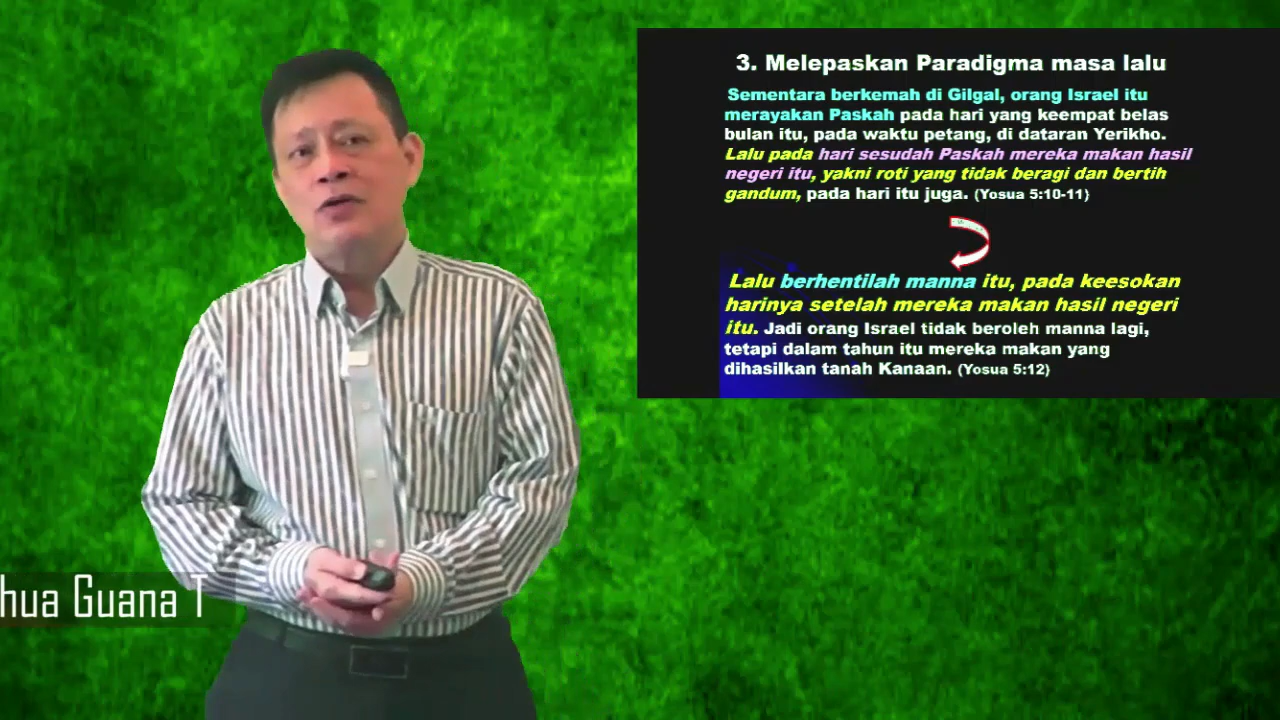 3. Melepaskan Paradigma masa lalu
Sementara berkemah di Gilgal, orang Israel itu
merayakan Paskah pada hari yang keempat belas
bulan itu, pada waktu petang, di dataran Yerikho.
Lalu pada hari sesudah Paskah mereka makan hasil
negeri itu, yakni roti yang tidak beragi dan bertih
gandum, pada hari itu juga. (Yosua 5:10-11)
Lalu berhentilah manna itu, pada keesokan
harinya setelah mereka makan hasil negeri
itu. Jadi orang Israel tidak beroleh manna lagi,
tetapi dalam tahun itu mereka makan yang
dihasilkan tanah Kanaan. (Yosua 5:12)
hua Guana T